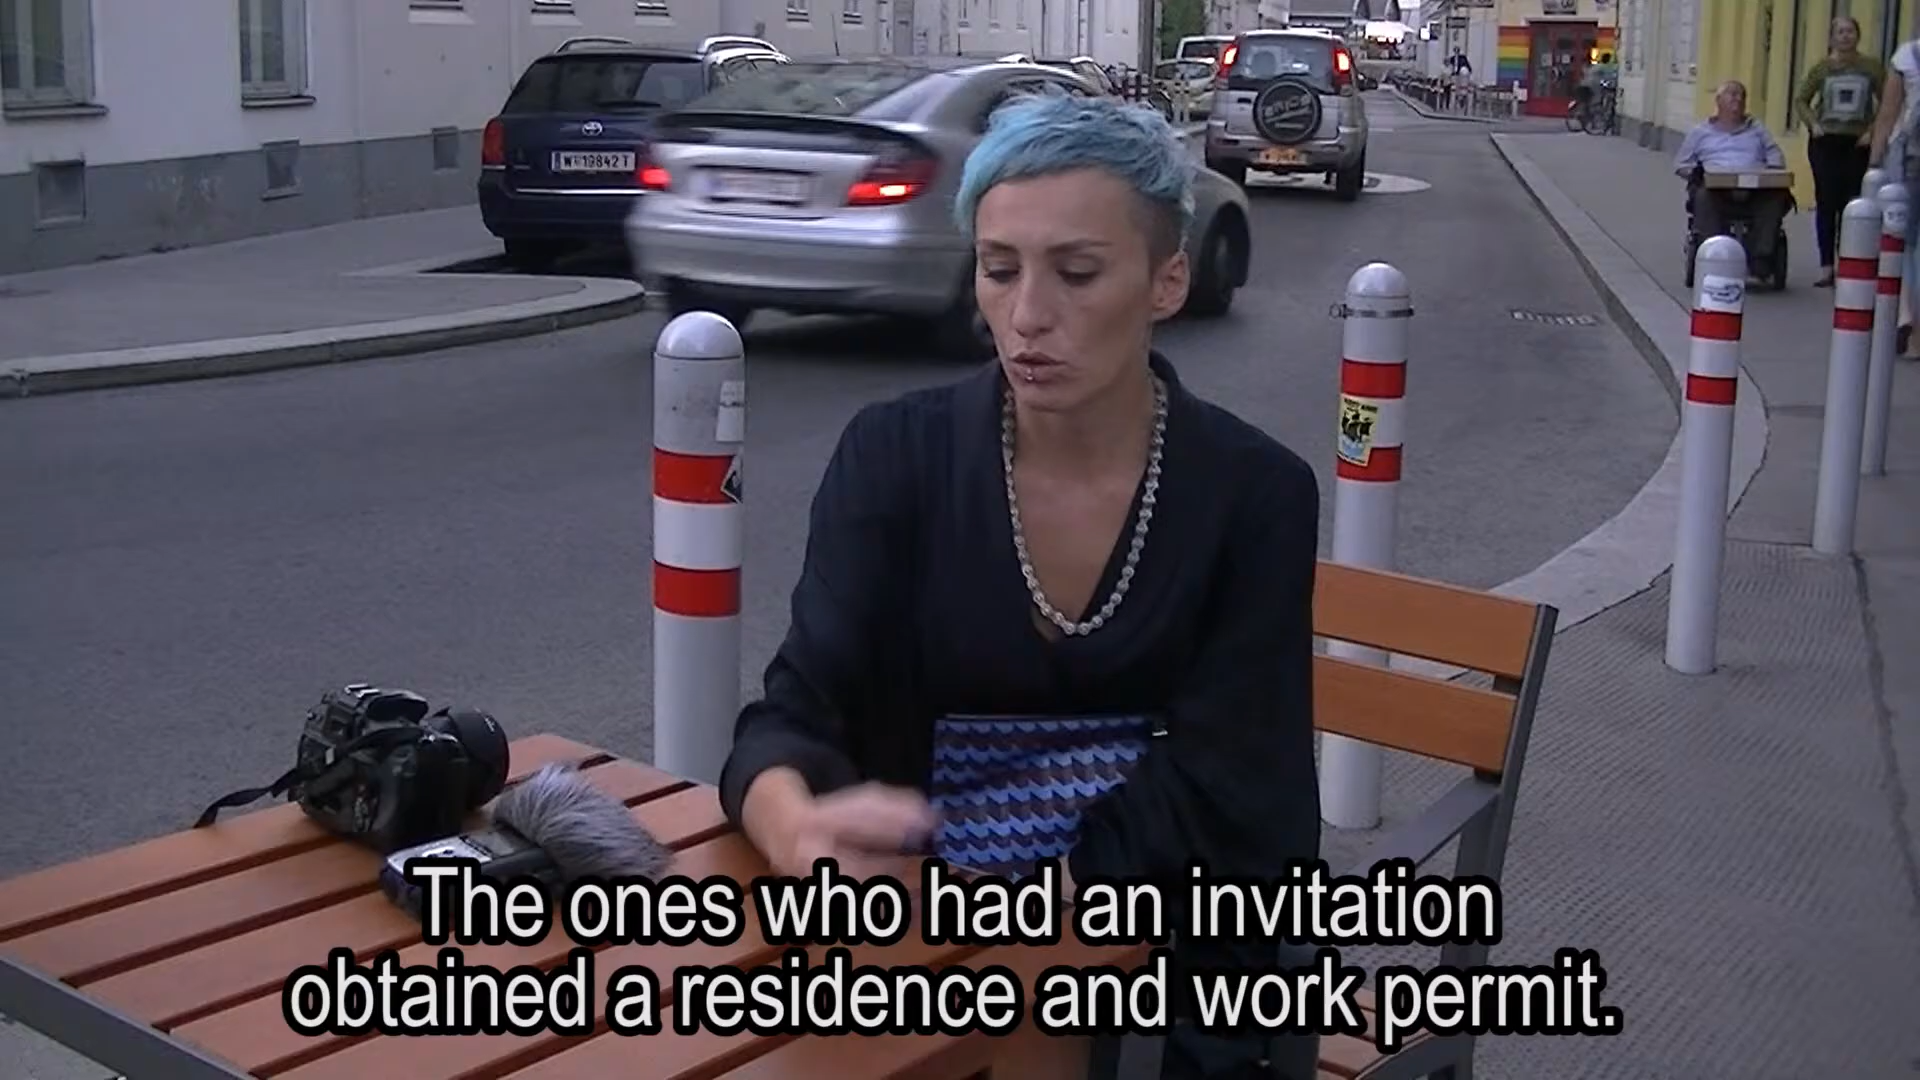 W 19842 T
The ones who had an invitation
obtained a residence and work permit.